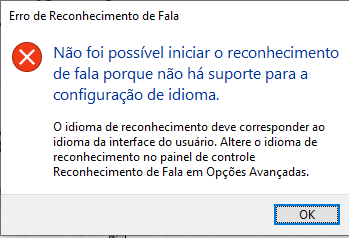 Erro de Reconhecimento de Fala
Não foi possível iniciar o reconhecimento
de fala porque não há suporte para a
configuração de idioma.
O idioma de reconhecimento deve corresponder ao
idioma da interface do usuário. Altere o idioma de
reconhecimento no painel de controle
Reconhecimento de Fala em Opções Avançadas.
OK